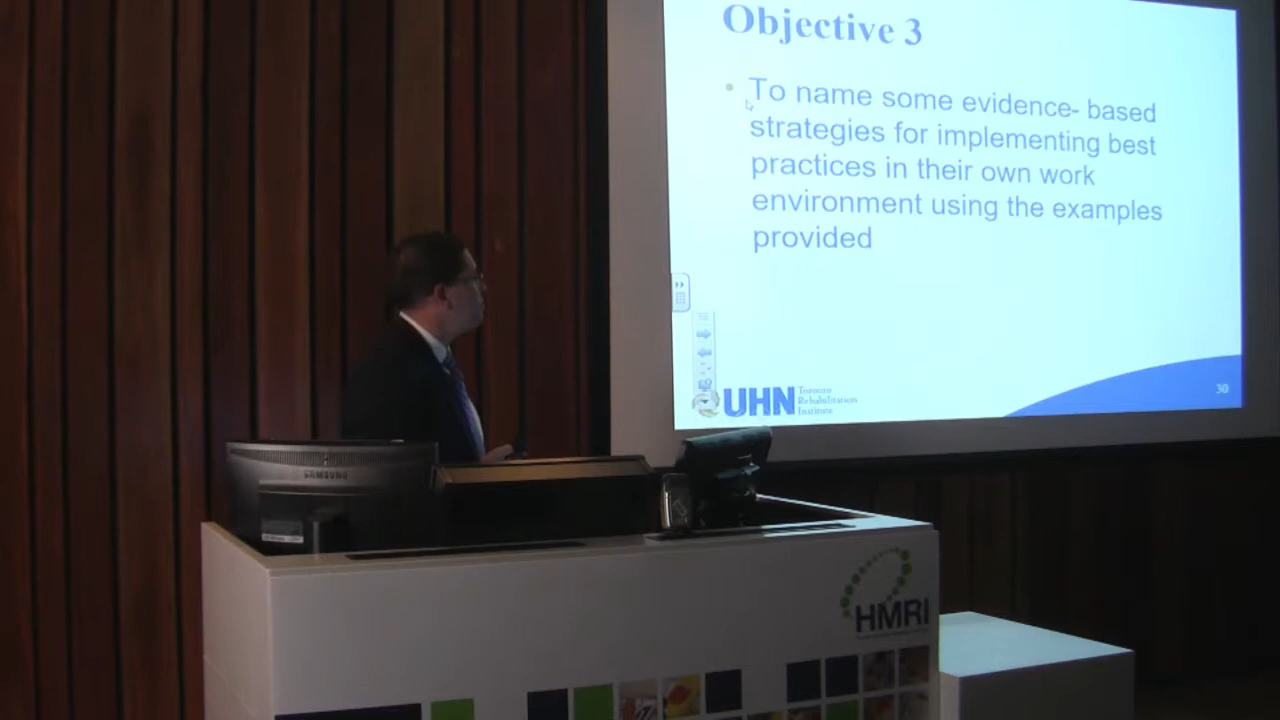 Objective 3
• To name some evidence- based
strategies for implementing best
practices in their own work
environment using the examples
provided
UHN
Toronto
Rehabilitation
Institute
30
SAMSUNG
HMRI